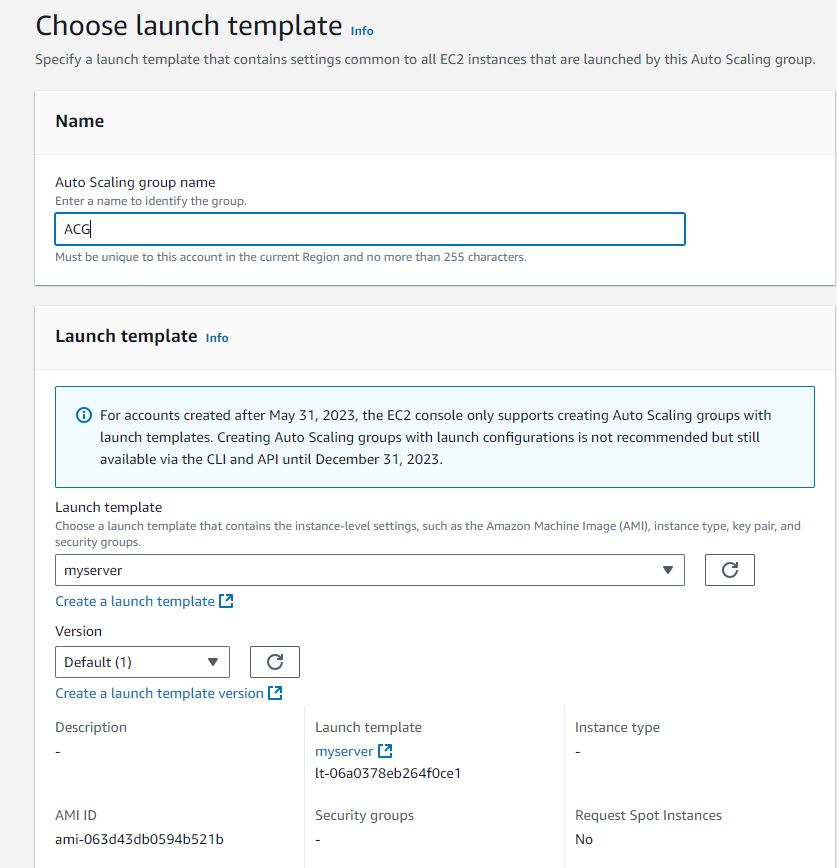 Choose launch template Info
Specify a launch template that contains settings common to all EC2 instances that are launched by this Auto Scaling group.
Name
Auto Scaling group name
Enter a name to identify the group.
ACG
Must be unique to this account in the current Region and no more than 255 characters.
Launch template Info
For accounts created after May 31, 2023, the EC2 console only supports creating Auto Scaling groups with
launch templates. Creating Auto Scaling groups with launch configurations is not recommended but still
available via the CLI and API until December 31, 2023.
Launch template
Choose a launch template that contains the instance-level settings, such as the Amazon Machine Image (AMI), instance type, key pair, and
security groups.
myserver
Create a launch template
Version
Default (1)
Create a launch template version
Description
-
Launch template
myserver
lt-06a0378eb264f0ce1
Instance type
-
AMI ID
ami-063d43db0594b521b
Security groups
-
Request Spot Instances
No